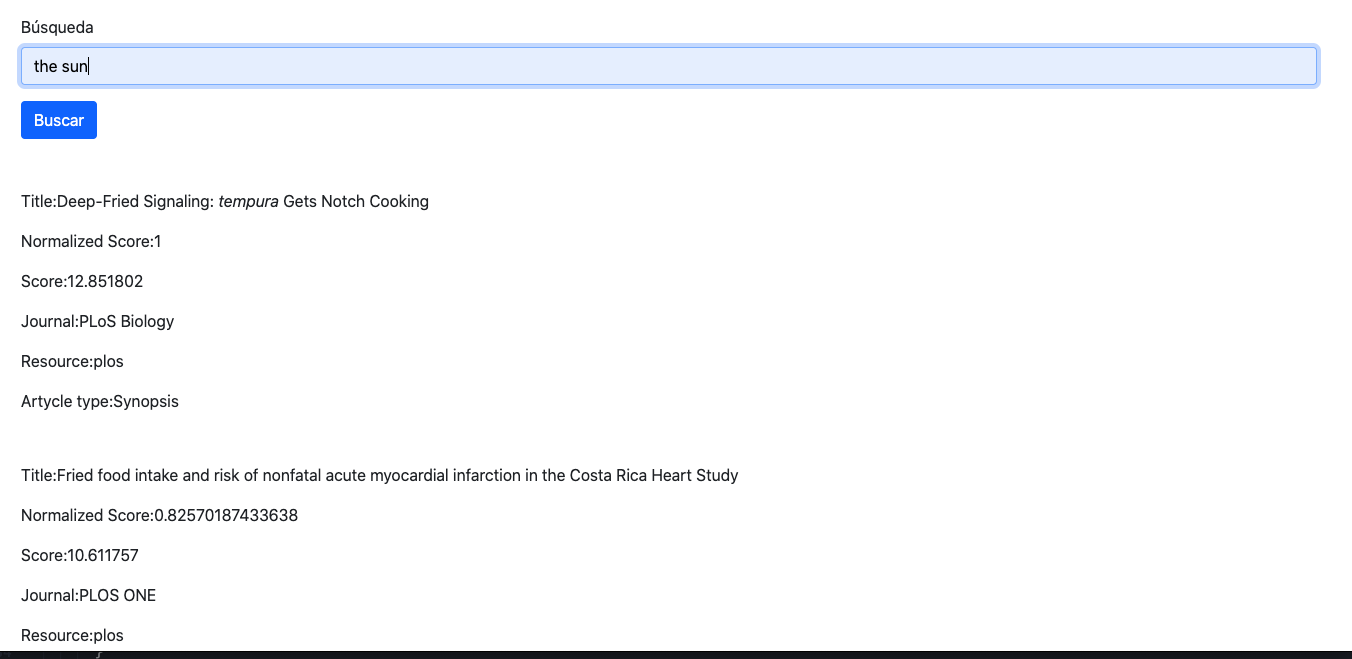 Búsqueda
the sun
Buscar
Title:Deep-Fried Signaling: tempura Gets Notch Cooking
Normalized Score:1
Score:12.851802
Journal:PLoS Biology
Resource:plos
Artycle type:Synopsis
Title:Fried food intake and risk of nonfatal acute myocardial infarction in the Costa Rica Heart Study
Normalized Score:0.82570187433638
Score:10.611757
Journal:PLOS ONE
Resource:plos